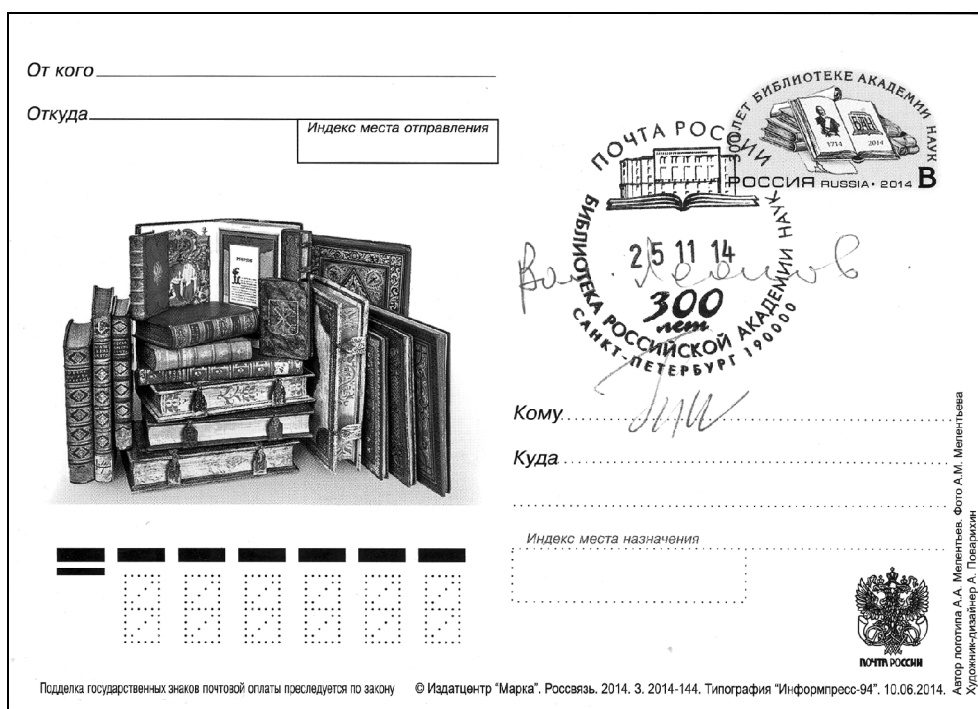 От кого
Откуда
Индекс места отправления
300 ЛЕТ БИБЛИОТЕКЕ АКАДЕМИИ НАУК
1714 2014
БАН
РОССИЯ RUSSIA • 2014 В
ПОЧТА РОССИИ
БИБЛИОТЕКА РОССИЙСКОЙ АКАДЕМИИ НАУК
25 11 14
300
лет
САНКТ-ПЕТЕРБУРГ 190000
Кому
Куда
Индекс места назначения
ПОЧТА РОССИИ
Подделка государственных знаков почтовой оплаты преследуется по закону
© Издатцентр "Марка". Россвязь. 2014. З. 2014-144. Типография "Информпресс-94". 10.06.2014.
Автор логотипа А.А. Мелентьев. Фото А.М. Мелентьева
Художник-дизайнер А. Поварихин